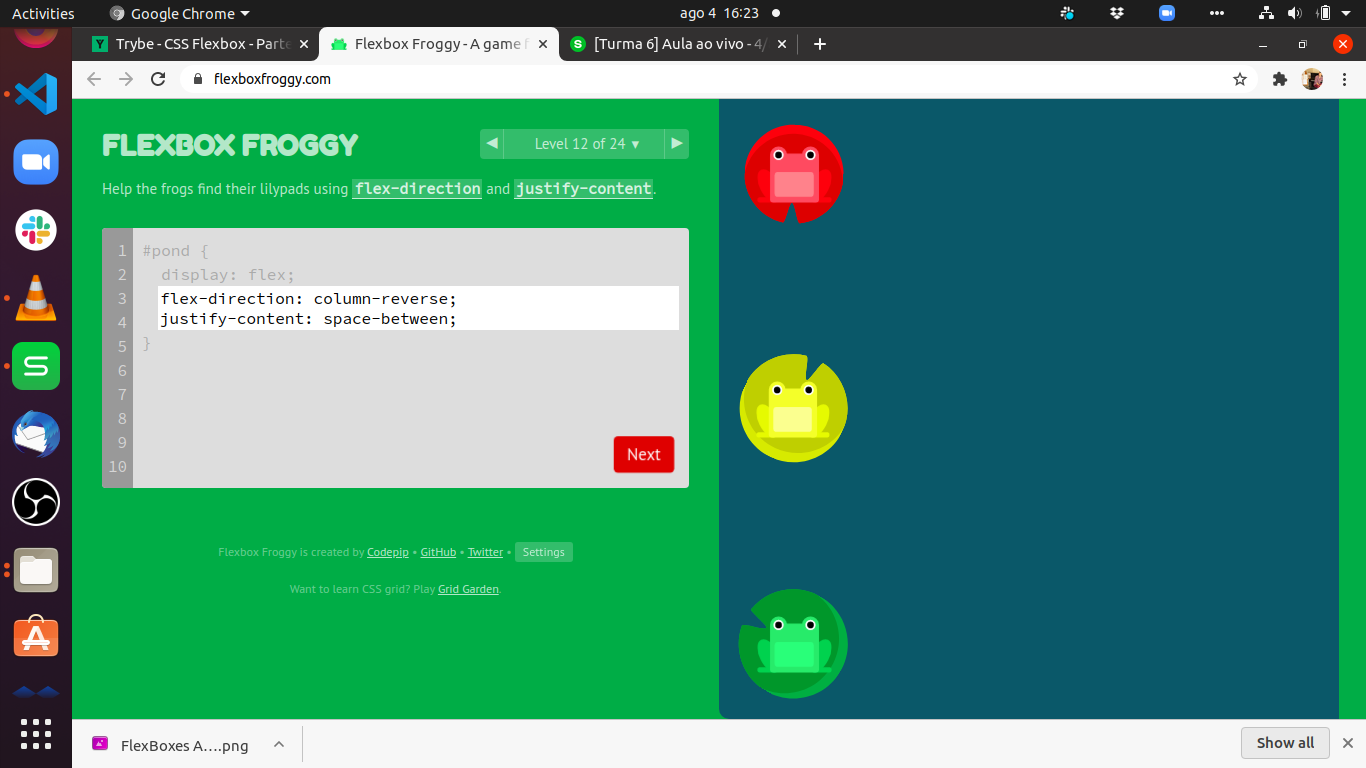 Activities
Google Chrome
ago 4 16:23
Trybe - CSS Flexbox - Parte
Flexbox Froggy - A game f
[Turma 6] Aula ao vivo - 4/
flexboxfroggy.com
FLEXBOX FROGGY
Level 12 of 24
Help the frogs find their lilypads using flex-direction and justify-content.
1 #pond {
2 display: flex;
3 flex-direction: column-reverse;
4 justify-content: space-between;
5 }
6
7
8
9
10
Next
Flexbox Froggy is created by Codepip • GitHub • Twitter • Settings
Want to learn CSS grid? Play Grid Garden.
FlexBoxes A....png
Show all